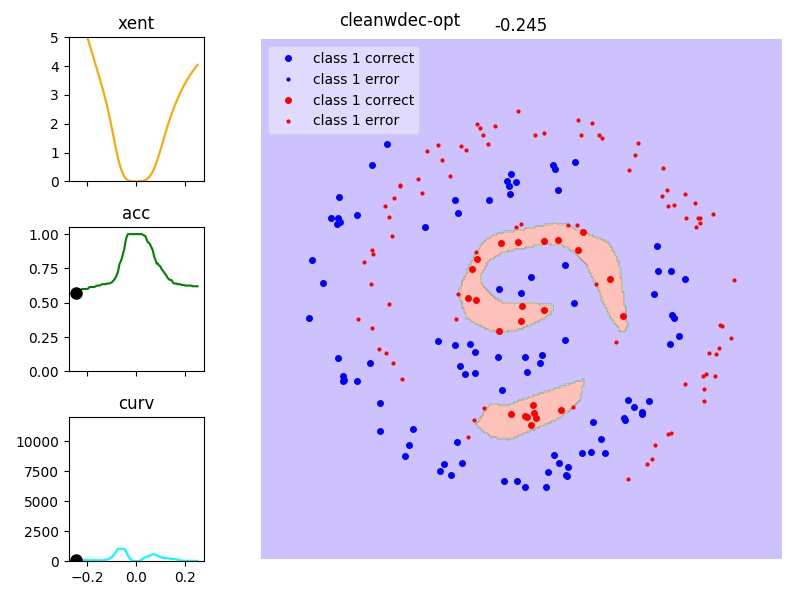 cleanwdec-opt
-0.245
xent
5
4
3
2
1
0
acc
1.00
0.75
0.50
0.25
0.00
curv
10000
7500
5000
2500
0
−0.2 0.0 0.2
class 1 correct
class 1 error
class 1 correct
class 1 error